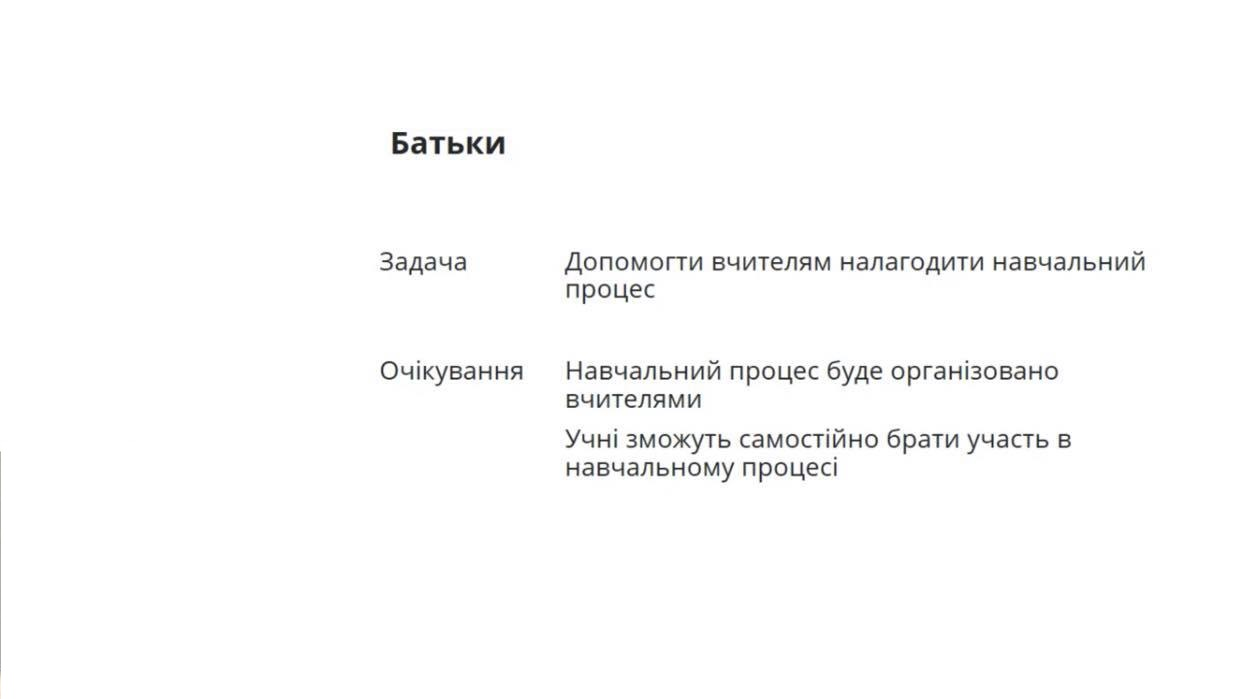 Батьки
Задача
Допомогти вчителям налагодити навчальний
процес
Очікування
Навчальний процес буде організовано
вчителями
Учні зможуть самостійно брати участь в
навчальному процесі